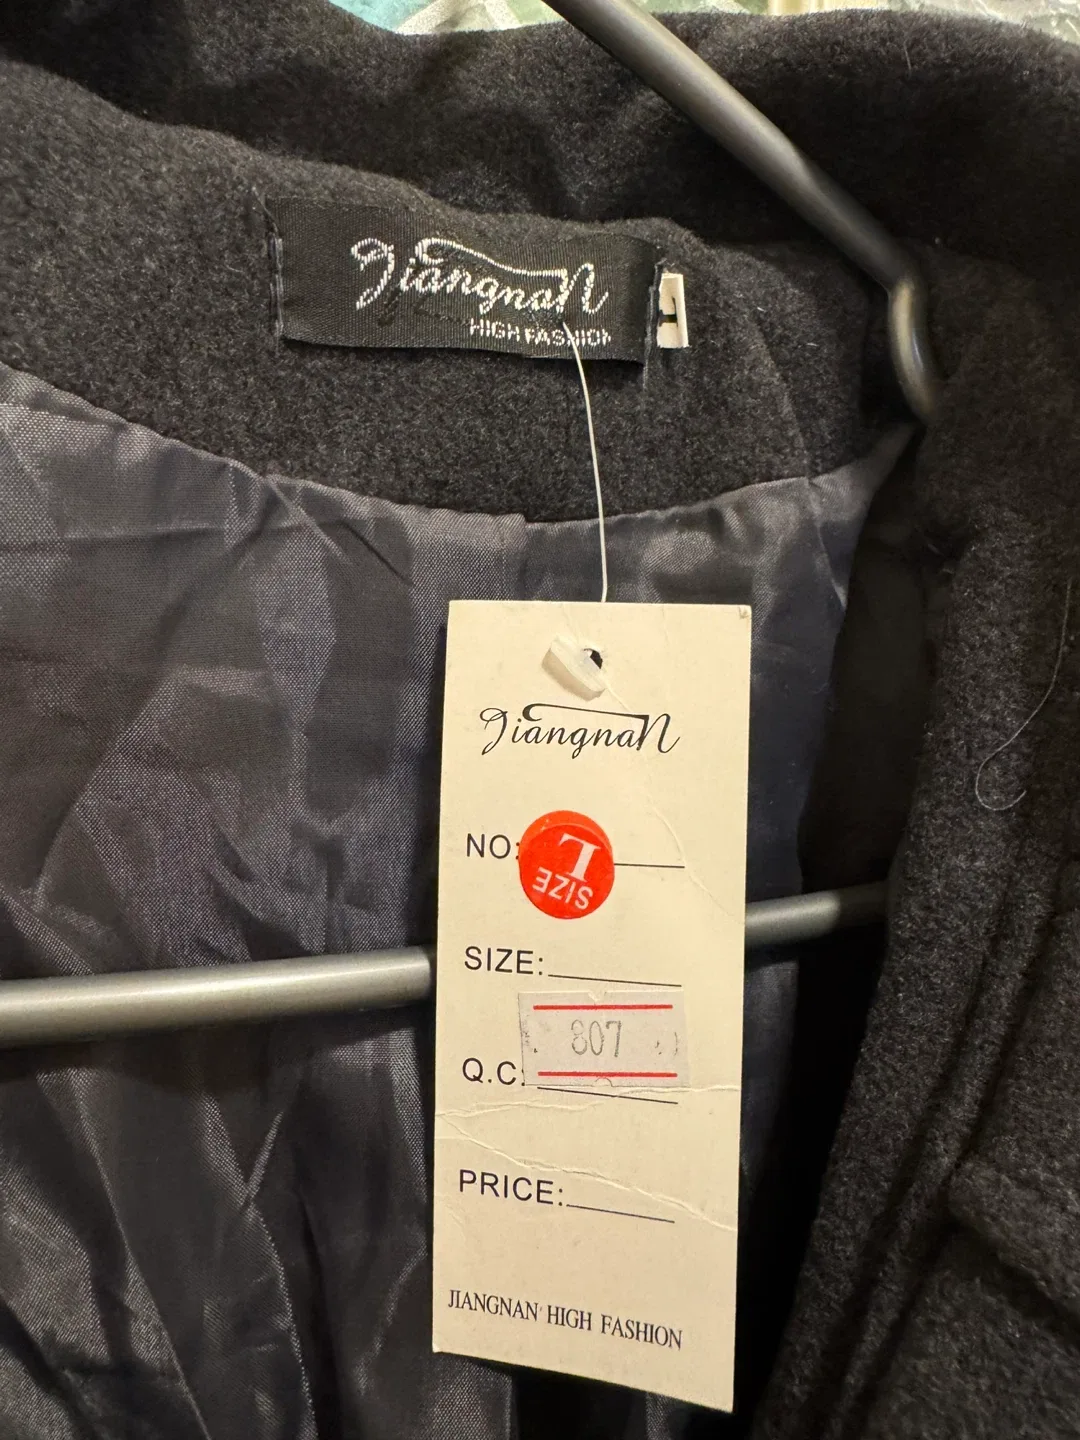 JiangnaN
HIGH FASHION
L
JiangnaN
NO:
L
SIZE
SIZE:
807
Q.C.
PRICE:
JIANGNAN HIGH FASHION